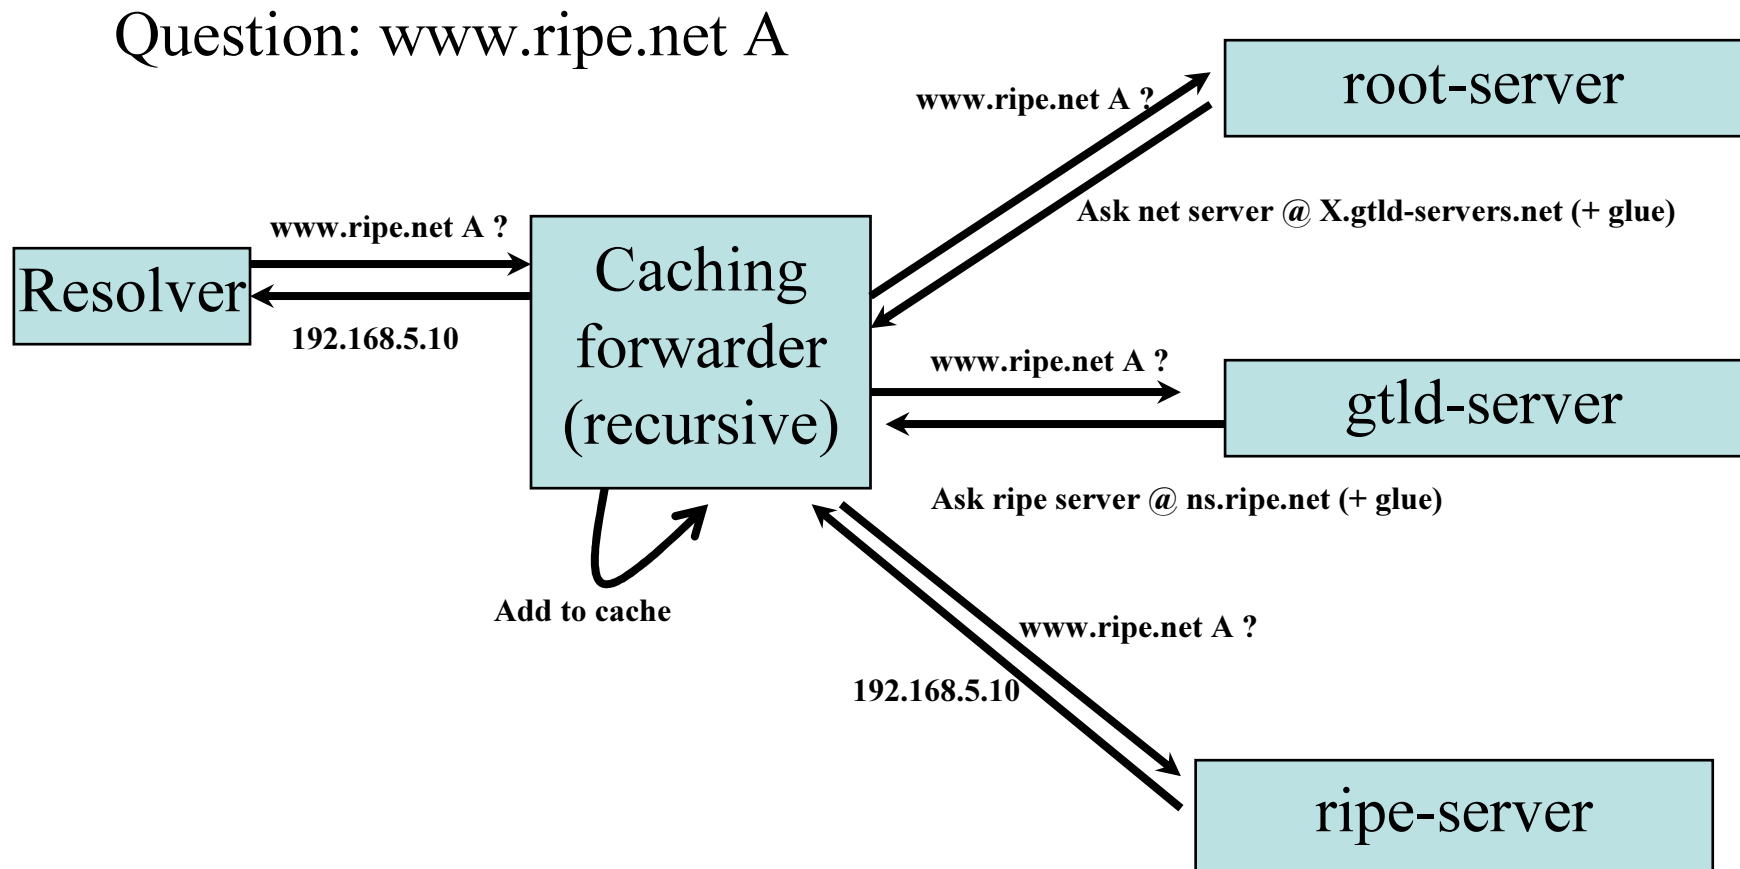 Question: www.ripe.net A
root-server
www.ripe.net A ?
Ask net server @ X.gtld-servers.net (+ glue)
www.ripe.net A ?
Resolver
192.168.5.10
Caching
forwarder
(recursive)
www.ripe.net A ?
gtld-server
Ask ripe server @ ns.ripe.net (+ glue)
Add to cache
www.ripe.net A ?
192.168.5.10
ripe-server